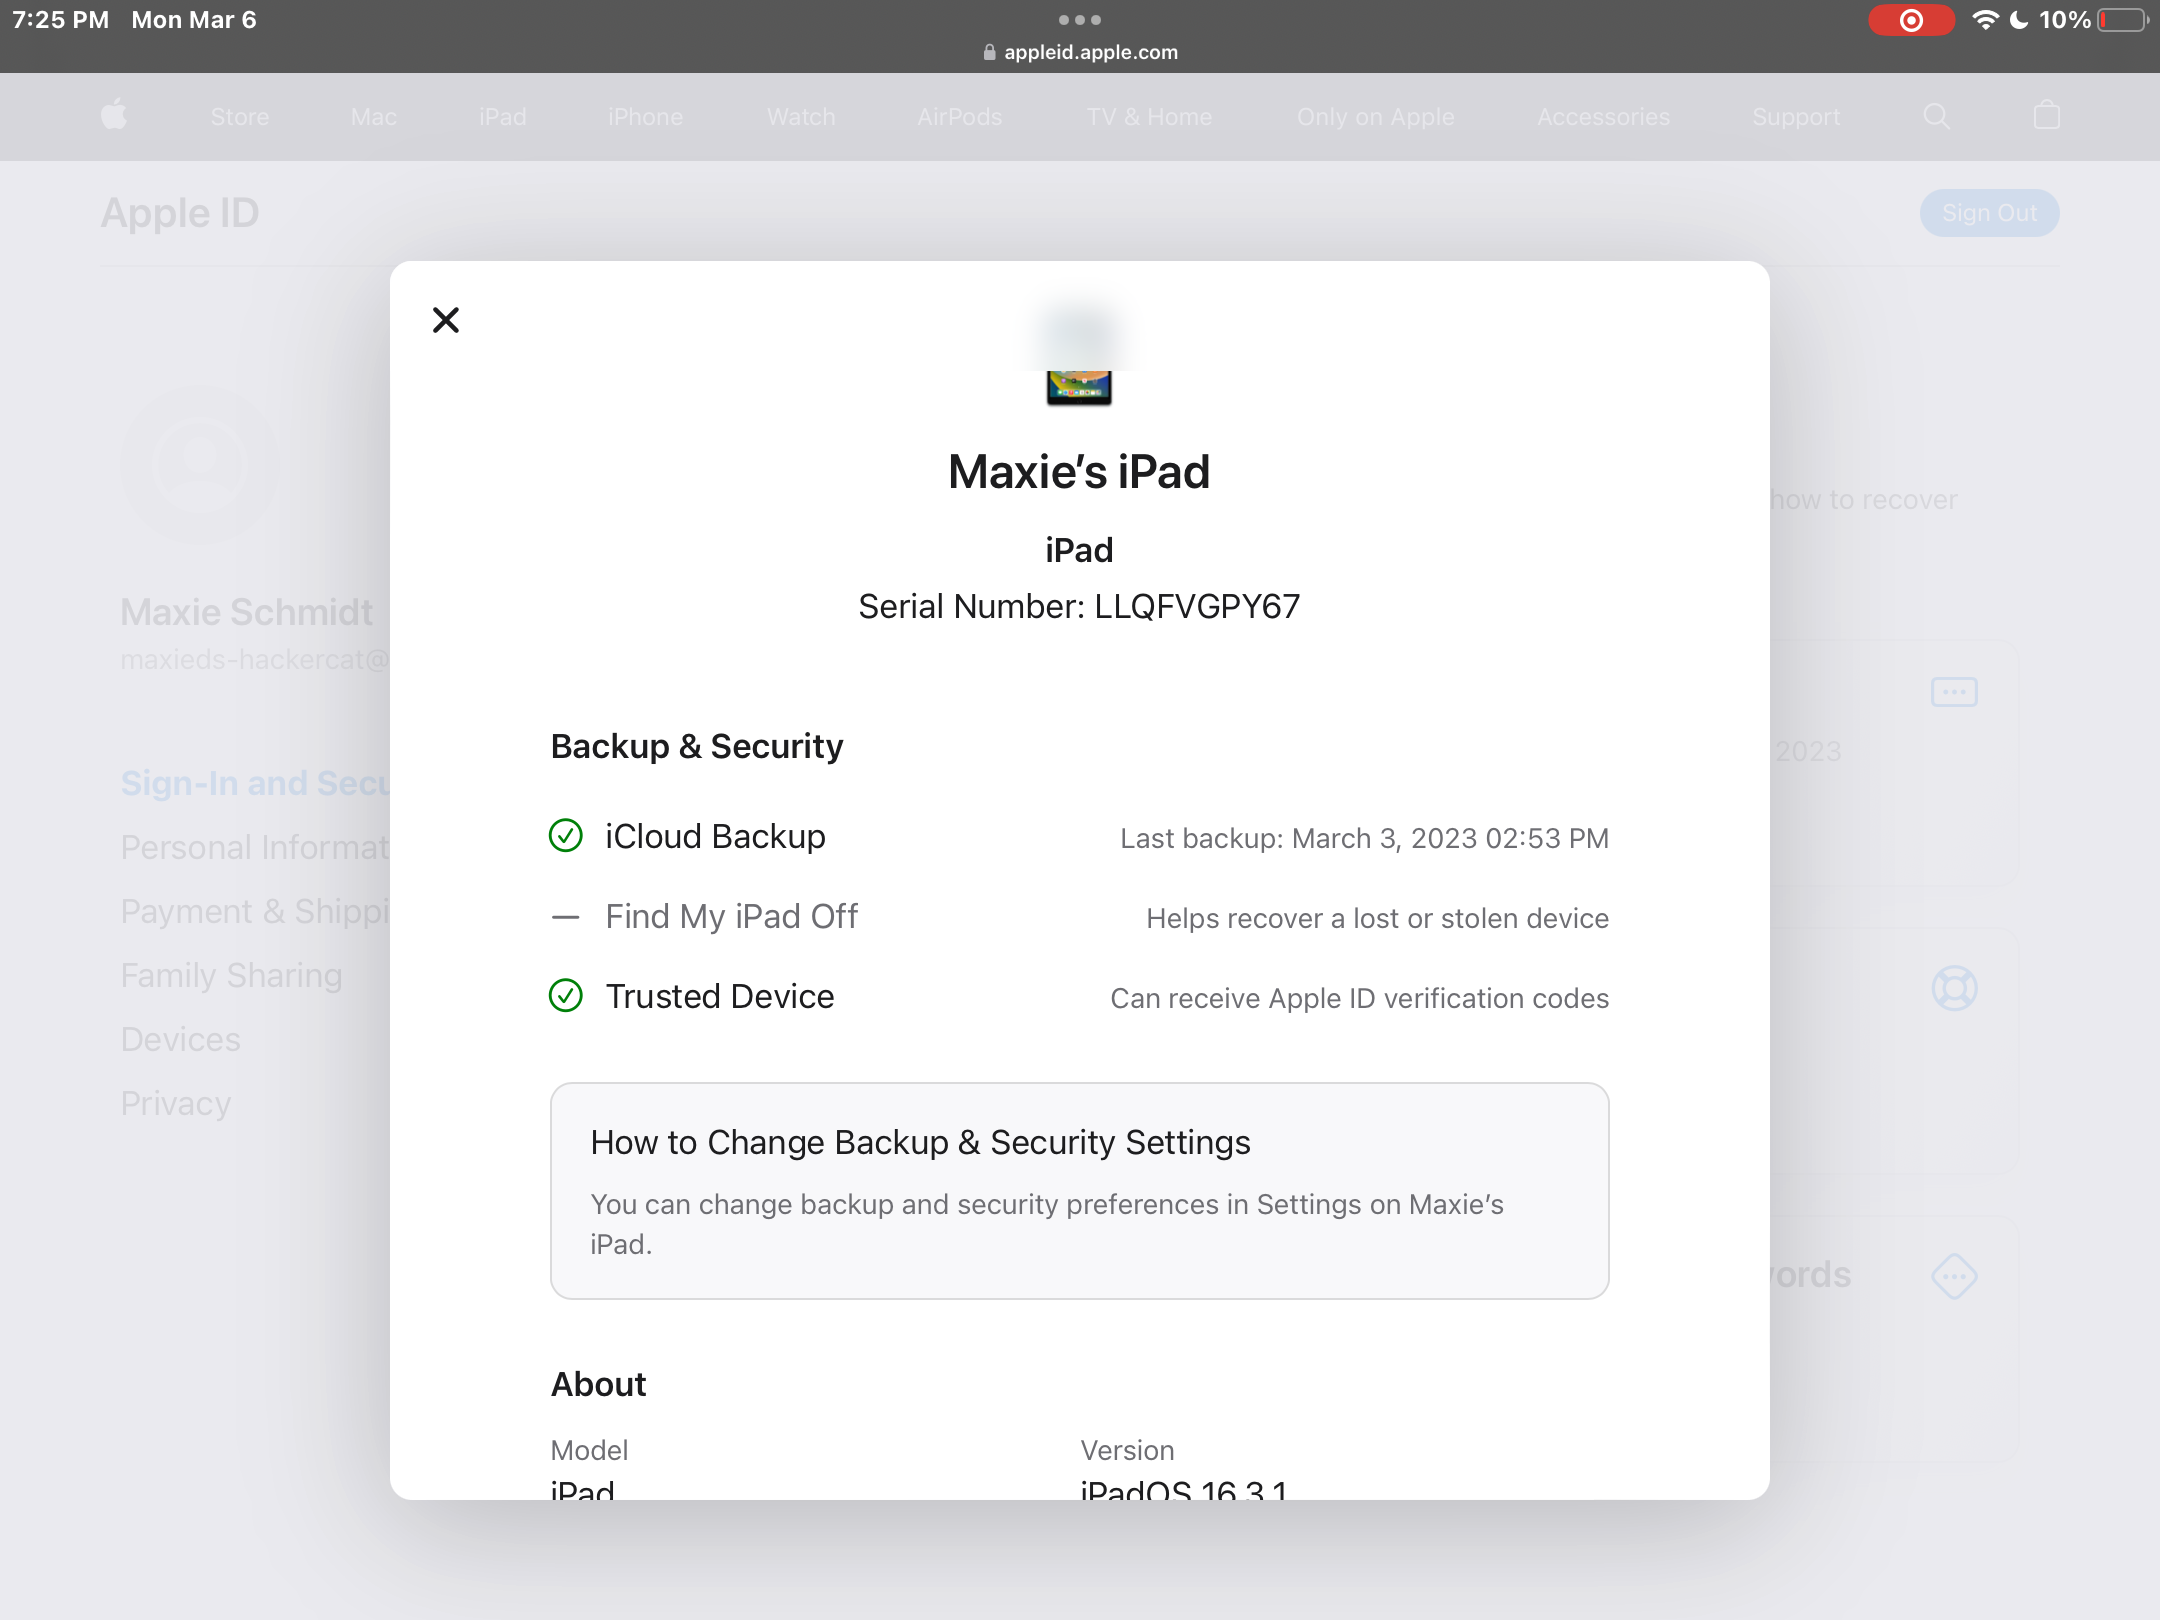 7:25 PM Mon Mar 6
10%
appleid.apple.com
Store Mac iPad iPhone Watch AirPods TV & Home Only on Apple Accessories Support
Apple ID
Sign Out
Maxie's iPad
iPad
Serial Number: LLQFVGPY67
how to recover
Maxie Schmidt
maxieds-hackercat@
Sign-In and Secu
Personal Informat
Payment & Shippi
Family Sharing
Devices
Privacy
Backup & Security
iCloud Backup Last backup: March 3, 2023 02:53 PM
Find My iPad Off Helps recover a lost or stolen device
Trusted Device Can receive Apple ID verification codes
How to Change Backup & Security Settings
You can change backup and security preferences in Settings on Maxie's
iPad.
About
Model Version
iPad iPadOS 16.3.1
2023
words